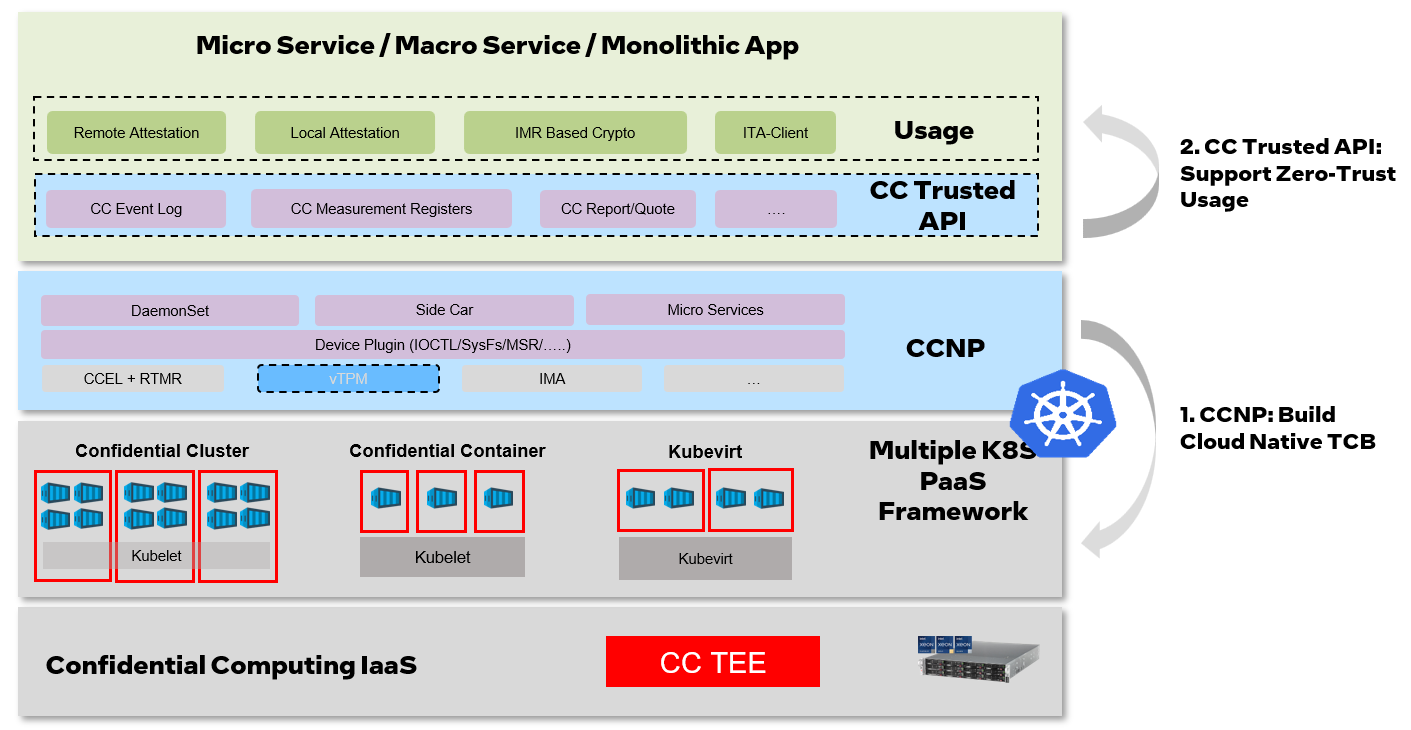 Micro Service / Macro Service / Monolithic App
Remote Attestation
Local Attestation
IMR Based Crypto
ITA-Client
Usage
CC Event Log
CC Measurement Registers
CC Report/Quote
....
CC Trusted
API
2. CC Trusted API:
Support Zero-Trust
Usage
DaemonSet
Side Car
Micro Services
Device Plugin (IOCTL/SysFs/MSR/.....)
CCEL + RTMR
vTPM
IMA
...
CCNP
1. CCNP: Build
Cloud Native TCB
Confidential Cluster
Kubelet
Confidential Container
Kubelet
Kubevirt
Kubevirt
Multiple K8S
PaaS
Framework
Confidential Computing IaaS
CC TEE
XEON
XEON
XEON